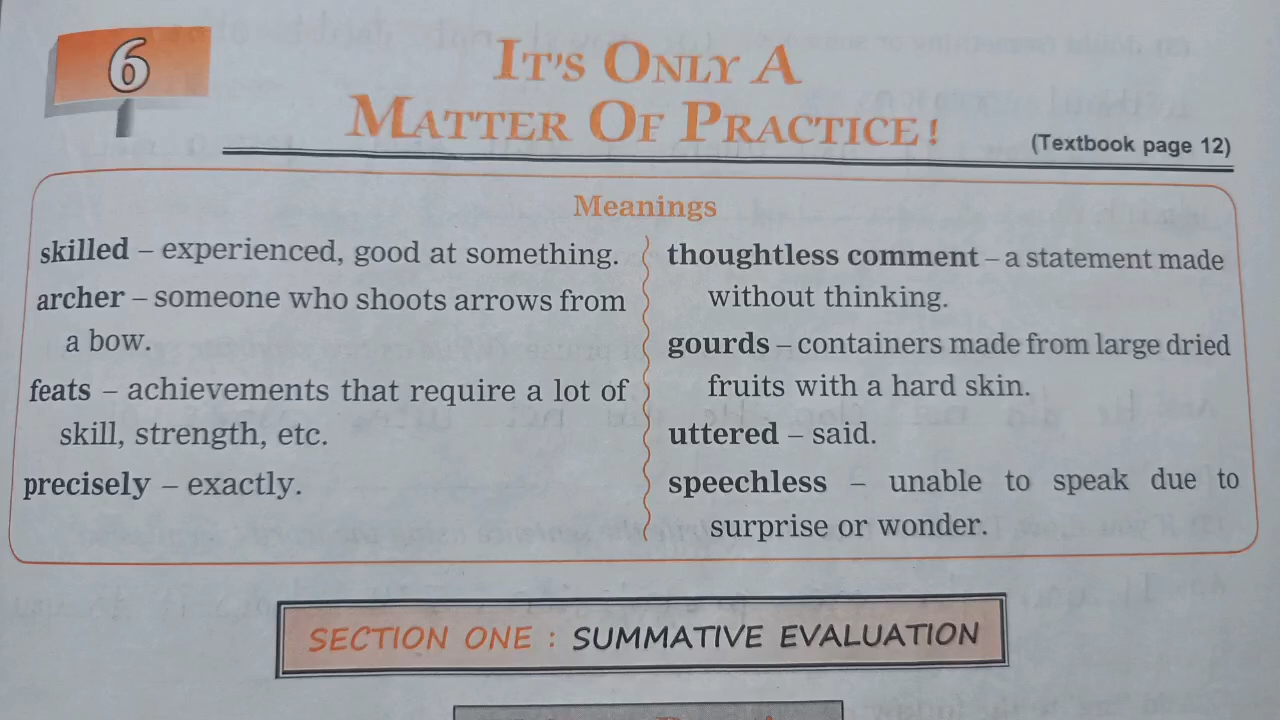 6
IT'S ONLY A
MATTER OF PRACTICE!
(Textbook page 12)
Meanings
skilled – experienced, good at something.
archer – someone who shoots arrows from
a bow.
feats – achievements that require a lot of
skill, strength, etc.
precisely – exactly.
thoughtless comment – a statement made
without thinking.
gourds – containers made from large dried
fruits with a hard skin.
uttered – said.
speechless – unable to speak due to
surprise or wonder.
SECTION ONE : SUMMATIVE EVALUATION